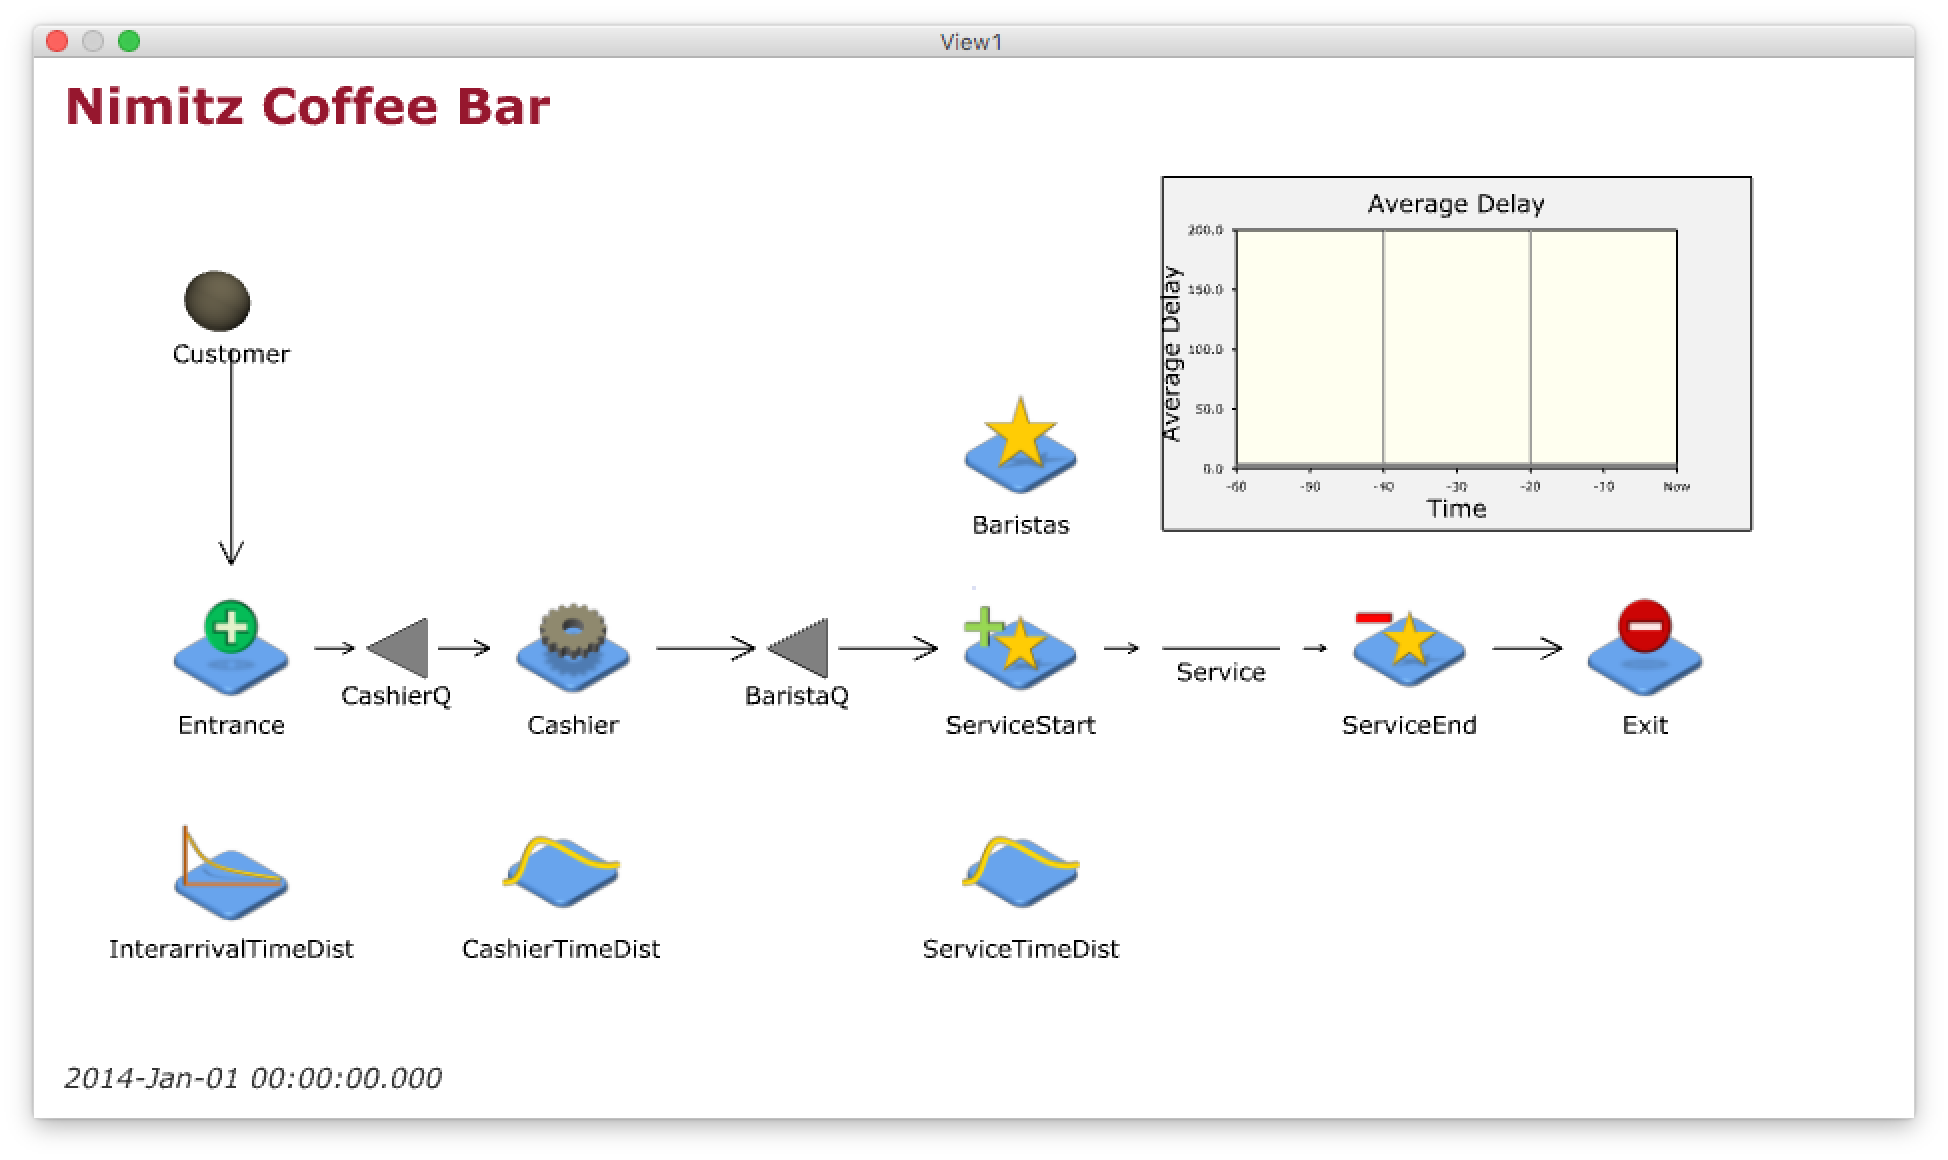 View1
Nimitz Coffee Bar
Average Delay
200.0
150.0
100.0
50.0
0.0
Average Delay
-60
-50
-40
-30
-20
-10
Now
Time
Customer
Baristas
CashierQ
BaristaQ
Service
Entrance
Cashier
ServiceStart
ServiceEnd
Exit
InterarrivalTimeDist
CashierTimeDist
ServiceTimeDist
2014-Jan-01 00:00:00.000